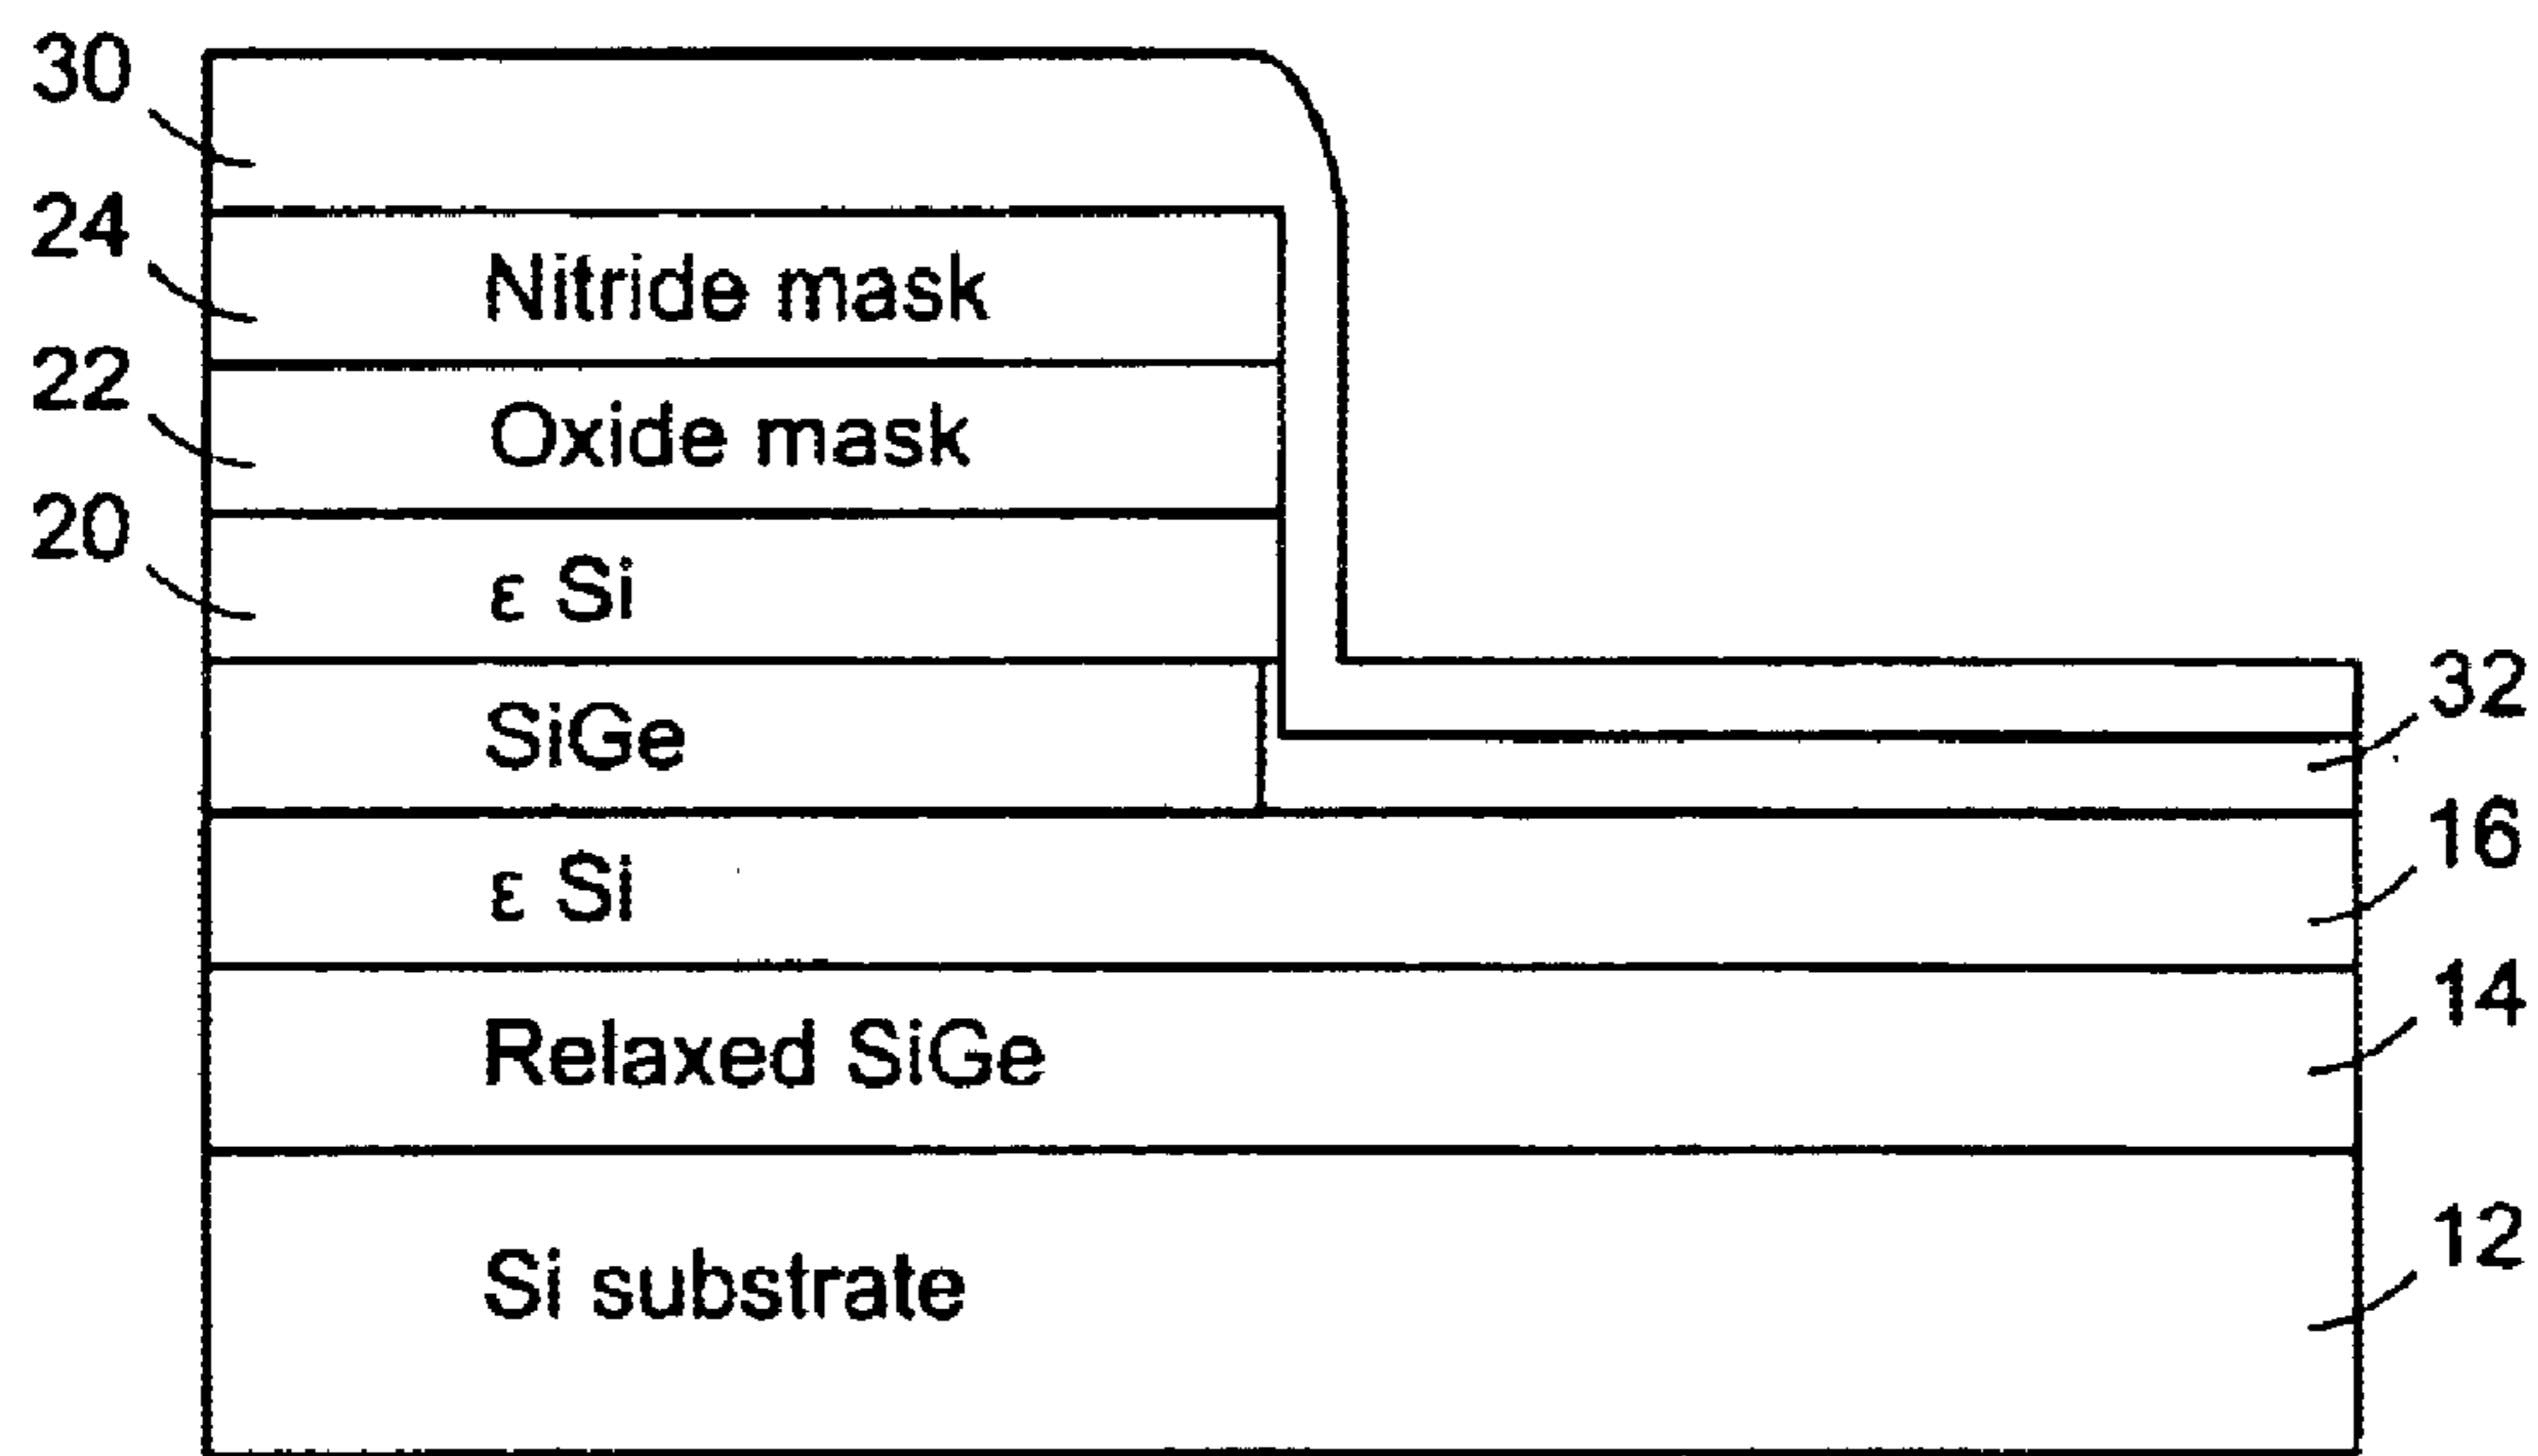 30
24
Nitride mask
22
Oxide mask
20
ε Si
SiGe
32
ε Si
16
Relaxed SiGe
14
Si substrate
12